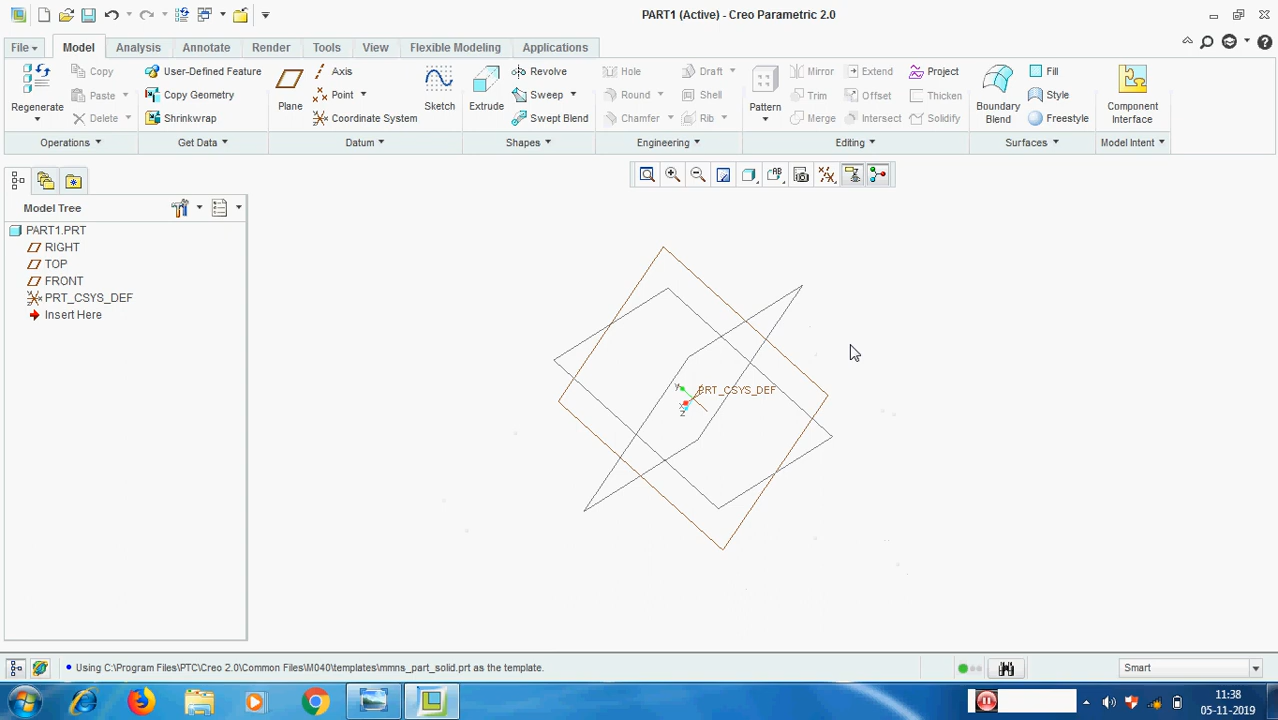 PART1 (Active) - Creo Parametric 2.0
File Model Analysis Annotate Render Tools View Flexible Modeling Applications
Regenerate
Copy
Paste
Delete
Operations
User-Defined Feature
Copy Geometry
Shrinkwrap
Get Data
Plane
Axis
Point
Coordinate System
Datum
Sketch
Extrude
Revolve
Sweep
Swept Blend
Shapes
Hole
Round
Chamfer
Draft
Shell
Rib
Engineering
Pattern
Mirror
Trim
Merge
Extend
Offset
Intersect
Project
Thicken
Solidify
Editing
Boundary
Blend
Fill
Style
Freestyle
Surfaces
Component
Interface
Model Intent
Model Tree
PART1.PRT
RIGHT
TOP
FRONT
PRT_CSYS_DEF
Insert Here
PRT_CSYS_DEF
y
x
z
Using C:\Program Files\PTC\Creo 2.0\Common Files\M040\templates\mmns_part_solid.prt as the template.
Smart
11:38
05-11-2019